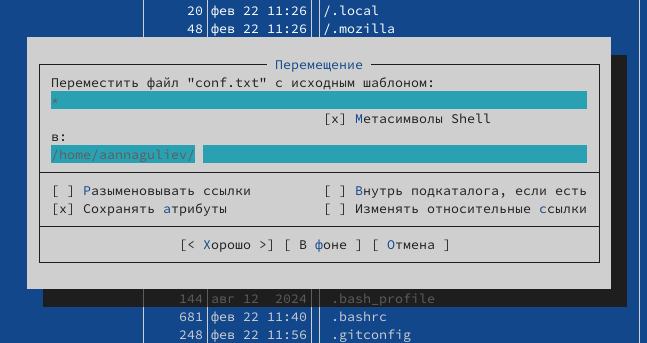 20 фев 22 11:26 /.local
48 фев 22 11:26 /.mozilla
Перемещение
Переместить файл "conf.txt" с исходным шаблоном:
*
[x] Метасимволы Shell
в:
/home/aannaguliev/
[ ] Разыменовывать ссылки [ ] Внутрь подкаталога, если есть
[x] Сохранять атрибуты [ ] Изменять относительные ссылки
[< Хорошо >] [ В фоне ] [ Отмена ]
144 авг 12 2024 .bash_profile
681 фев 22 11:40 .bashrc
248 фев 22 11:56 .gitconfig